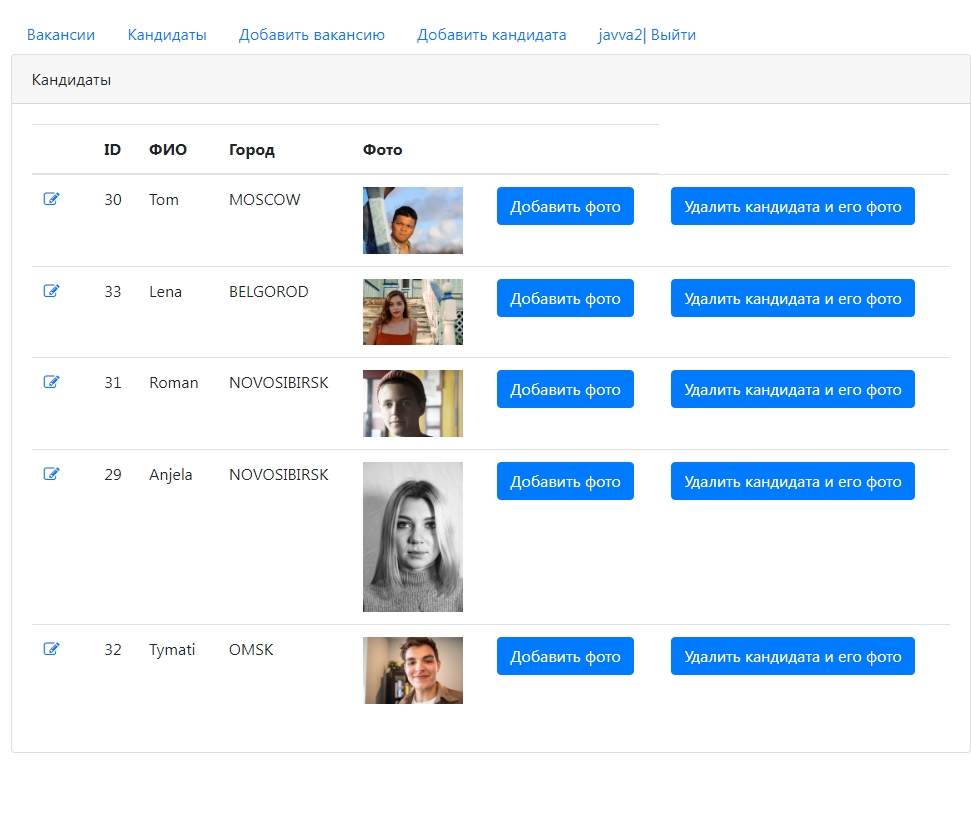 Вакансии Кандидаты Добавить вакансию Добавить кандидата javva2| Выйти
Кандидаты
ID ФИО Город Фото
30 Tom MOSCOW Добавить фото Удалить кандидата и его фото
33 Lena BELGOROD Добавить фото Удалить кандидата и его фото
31 Roman NOVOSIBIRSK Добавить фото Удалить кандидата и его фото
29 Anjela NOVOSIBIRSK Добавить фото Удалить кандидата и его фото
32 Tymati OMSK Добавить фото Удалить кандидата и его фото